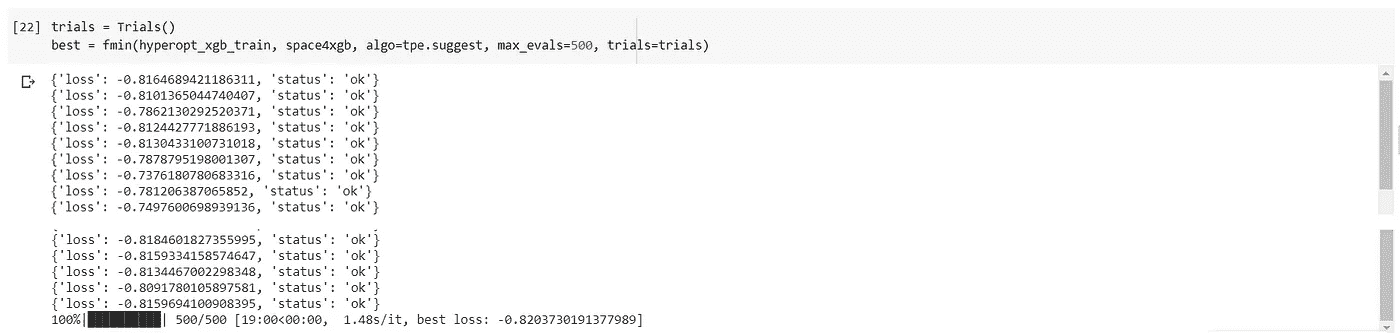 [22] trials = Trials()
best = fmin(hyperopt_xgb_train, space4xgb, algo=tpe.suggest, max_evals=500, trials=trials)
{'loss': -0.8164689421186311, 'status': 'ok'}
{'loss': -0.8101365044740407, 'status': 'ok'}
{'loss': -0.7862130292520371, 'status': 'ok'}
{'loss': -0.8124427771886193, 'status': 'ok'}
{'loss': -0.8130433100731018, 'status': 'ok'}
{'loss': -0.7878795198001307, 'status': 'ok'}
{'loss': -0.7376180780683316, 'status': 'ok'}
{'loss': -0.781206387065852, 'status': 'ok'}
{'loss': -0.7497600698939136, 'status': 'ok'}
{'loss': -0.8184601827355995, 'status': 'ok'}
{'loss': -0.8159334158574647, 'status': 'ok'}
{'loss': -0.8134467002298348, 'status': 'ok'}
{'loss': -0.8091780105897581, 'status': 'ok'}
{'loss': -0.8159694100908395, 'status': 'ok'}
100%|██████████| 500/500 [19:00<00:00, 1.48s/it, best loss: -0.8203730191377989]